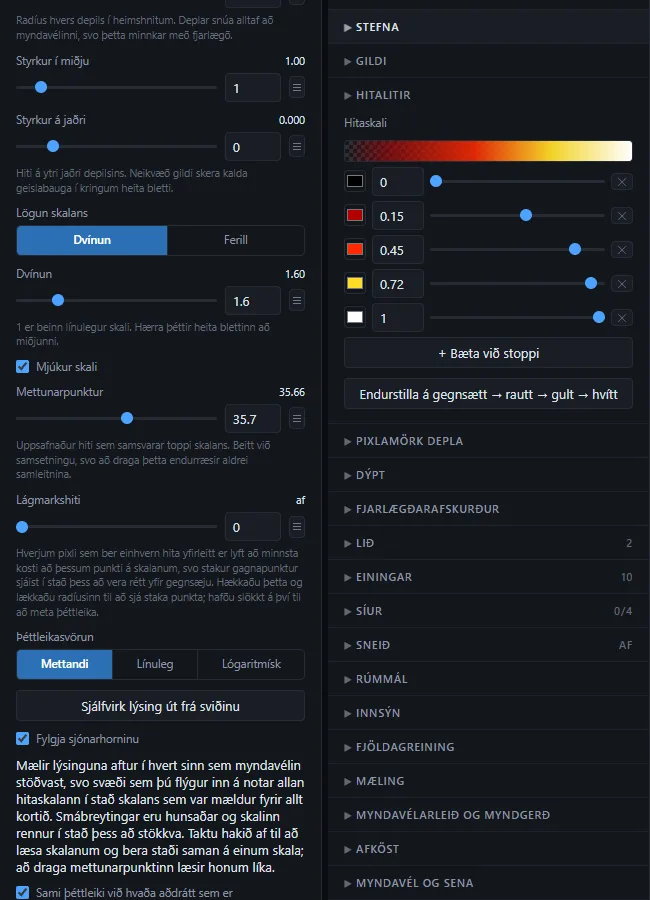 Radíus hvers depils í heimshnitum. Deplar snúa alltaf að
myndavélinni, svo þetta minnkar með fjarlægð.
Styrkur í miðju 1.00
1
Styrkur á jaðri 0.000
0
Hiti á ytri jaðri depilsins. Neikvæð gildi skera kalda
geislabauga í kringum heita bletti.
Lögun skalans
Dvínun Ferill
Dvínun 1.60
1.6
1 er beinn línulegur skali. Hærra þéttir heita blettinn að
miðjunni.
Mjúkur skali
Mettunarpunktur 35.66
35.7
Uppsafnaður hiti sem samsvarar toppi skalans. Beitt við
samsetningu, svo að draga þetta endurræsir aldrei
samleitnina.
Lágmarkshiti af
0
Hverjum pixli sem ber einhvern hita yfirleitt er lyft að minnsta
kosti að þessum punkti á skalanum, svo stakur gagnapunktur
sjáist í stað þess að vera rétt yfir gegnsæju. Hækkaðu þetta og
lækkaðu radíusinn til að sjá staka punkta; hafðu slökkt á því til
að meta þéttleika.
Þéttleikasvörun
Mettandi Línuleg Lógaritmísk
Sjálfvirk lýsing út frá sviðinu
Fylgja sjónarhorninu
Mælir lýsinguna aftur í hvert sinn sem myndavélin
stöðvast, svo svæði sem þú flýgur inn á notar allan
hitaskalann í stað skalans sem var mældur fyrir allt
kortið. Smábreytingar eru hunsaðar og skalinn
rennur í stað þess að stökkva. Taktu hakið af til að
læsa skalanum og bera staði saman á einum skala;
að draga mettunarpunktinn læsir honum líka.
Sami þéttleiki við hvaða aðdrátt sem er
STEFNA
GILDI
HITALITIR
Hitaskali
0
0.15
0.45
0.72
1
+ Bæta við stoppi
Endurstilla á gegnsætt → rautt → gult → hvítt
PIXLAMÖRK DEPLA
DÝPT
FJARLÆGÐARAFSKURÐUR
LIÐ 2
EININGAR 10
SÍUR 0/4
SNEIÐ AF
RÚMMÁL
INNSÝN
FJÖLDAGREINING
MÆLING
MYNDAVÉLARLEIÐ OG MYNDGERÐ
AFKÖST
MYNDAVÉL OG SENA